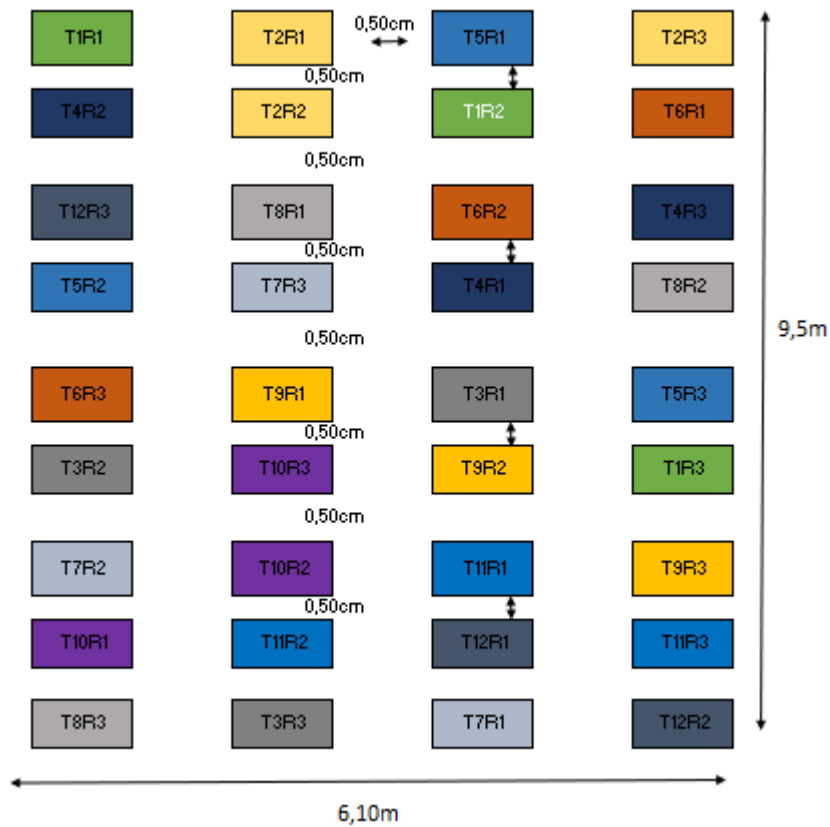 T1R1 T2R1 0,50cm T5R1 T2R3
0,50cm
T4R2 T2R2 T1R2 T6R1
0,50cm
T12R3 T8R1 T6R2 T4R3
0,50cm
T5R2 T7R3 T4R1 T8R2
9,5m
0,50cm
T6R3 T9R1 T3R1 T5R3
0,50cm
T3R2 T10R3 T9R2 T1R3
0,50cm
T7R2 T10R2 T11R1 T9R3
0,50cm
T10R1 T11R2 T12R1 T11R3
T8R3 T3R3 T7R1 T12R2
6,10m